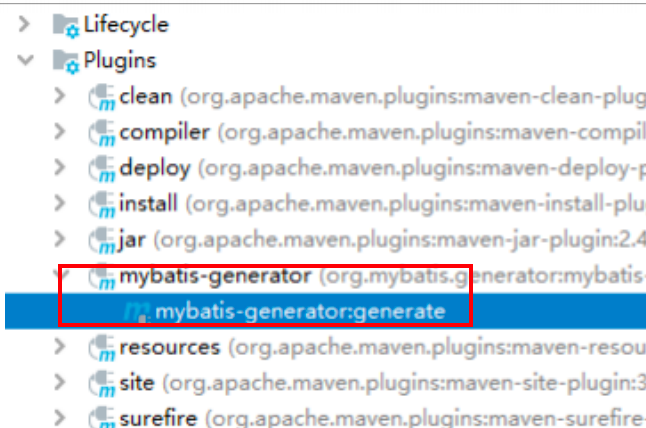 Lifecycle
Plugins
clean (org.apache.maven.plugins:maven-clean-plug
compiler (org.apache.maven.plugins:maven-compil
deploy (org.apache.maven.plugins:maven-deploy-p
install (org.apache.maven.plugins:maven-install-plu
jar (org.apache.maven.plugins:maven-jar-plugin:2.4
mybatis-generator (org.mybatis.generator:mybatis-
mybatis-generator:generate
resources (org.apache.maven.plugins:maven-resou
site (org.apache.maven.plugins:maven-site-plugin:3
surefire (org.apache.maven.plugins:maven-surefire-